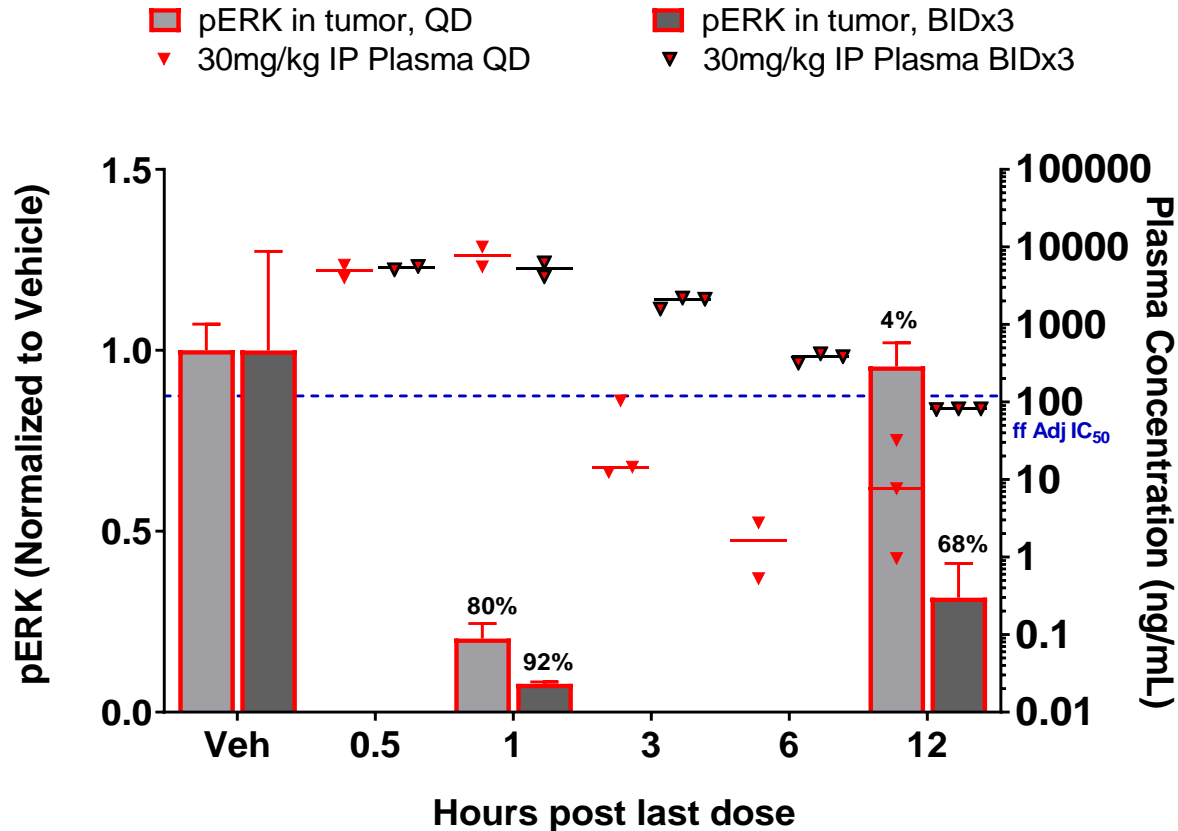 pERK in tumor, QD
pERK in tumor, BIDx3
30mg/kg IP Plasma QD
30mg/kg IP Plasma BIDx3
pERK (Normalized to Vehicle)
1.5
1.0
0.5
0.0
80%
92%
4%
68%
ff Adj IC₅₀
100000
10000
1000
100
10
1
0.1
0.01
Plasma Concentration (ng/mL)
Veh 0.5 1 3 6 12
Hours post last dose